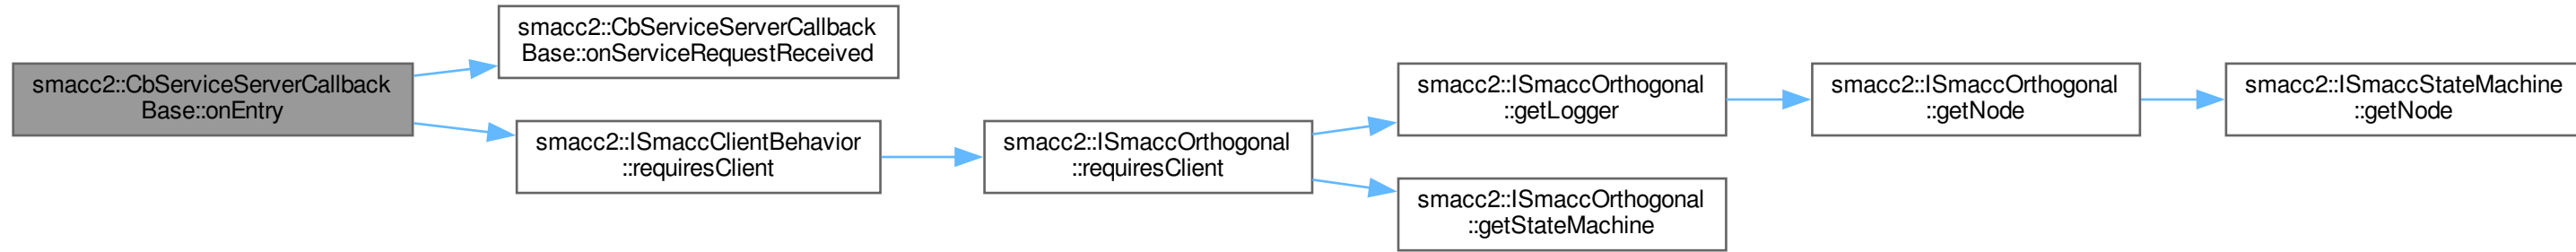 smacc2::CbServiceServerCallback
Base::onEntry
smacc2::CbServiceServerCallback
Base::onServiceRequestReceived
smacc2::ISmaccClientBehavior
::requiresClient
smacc2::ISmaccOrthogonal
::requiresClient
smacc2::ISmaccOrthogonal
::getLogger
smacc2::ISmaccOrthogonal
::getNode
smacc2::ISmaccStateMachine
::getNode
smacc2::ISmaccOrthogonal
::getStateMachine